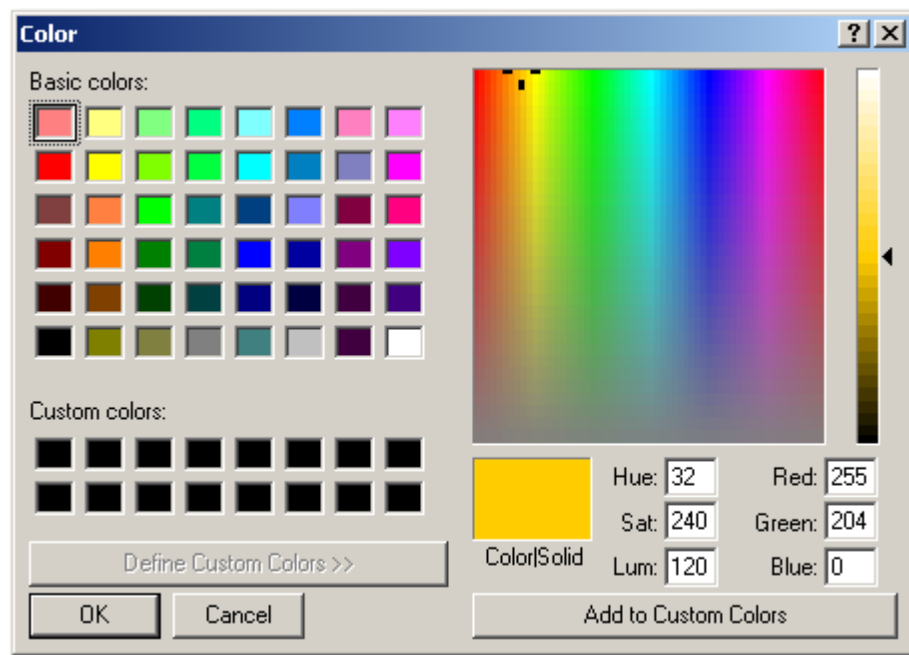 Color
Basic colors:
Custom colors:
Define Custom Colors >>
OK Cancel
Color|Solid
Hue: 32 Red: 255
Sat: 240 Green: 204
Lum: 120 Blue: 0
Add to Custom Colors